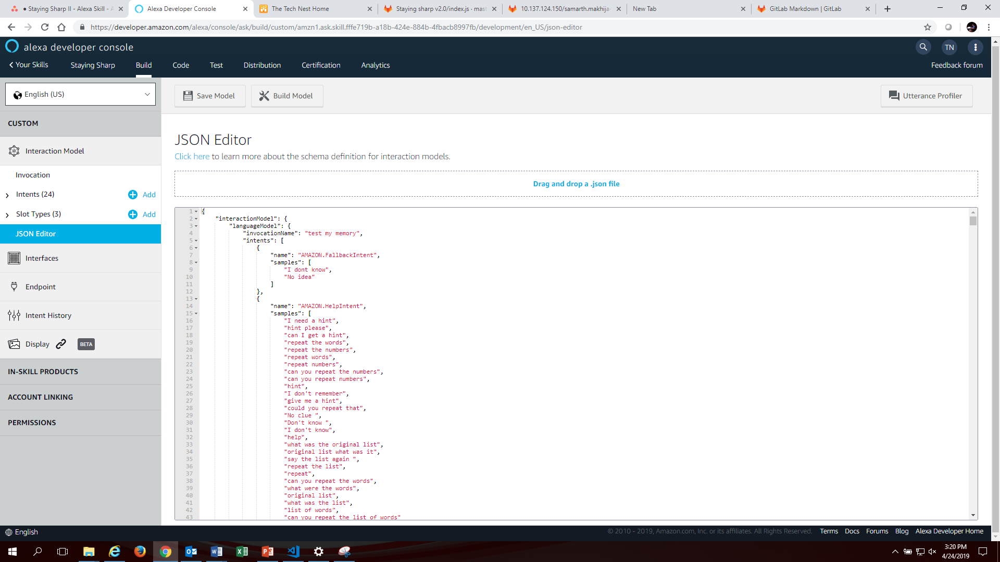 ● Staying Sharp II - Alexa Skill - A
Alexa Developer Console
The Tech Nest Home
Staying sharp v2.0/index.js · mast
10.137.124.150/samarth.makhija-
New Tab
GitLab Markdown | GitLab
https://developer.amazon.com/alexa/console/ask/build/custom/amzn1.ask.skill.fffe719b-a18b-424e-884b-4fbacb8997fb/development/en_US/json-editor
alexa developer console
TN
Your Skills
Staying Sharp
Build
Code
Test
Distribution
Certification
Analytics
Feedback forum
English (US)
Save Model
Build Model
Utterance Profiler
CUSTOM
Interaction Model
Invocation
Intents (24)
Add
Slot Types (3)
Add
JSON Editor
Interfaces
Endpoint
Intent History
Display
BETA
IN-SKILL PRODUCTS
ACCOUNT LINKING
PERMISSIONS
JSON Editor
Click here to learn more about the schema definition for interaction models.
Drag and drop a .json file
1 {
2 "interactionModel": {
3 "languageModel": {
4 "invocationName": "test my memory",
5 "intents": [
6 {
7 "name": "AMAZON.FallbackIntent",
8 "samples": [
9 "I dont know",
10 "No idea"
11 ]
12 },
13 {
14 "name": "AMAZON.HelpIntent",
15 "samples": [
16 "I need a hint",
17 "hint please",
18 "can I get a hint",
19 "repeat the words",
20 "repeat the numbers",
21 "repeat words",
22 "repeat numbers",
23 "can you repeat the numbers",
24 "can you repeat numbers",
25 "hint",
26 "I don't remember",
27 "give me a hint",
28 "could you repeat that",
29 "No clue ",
30 "Don't know ",
31 "I don't know",
32 "help",
33 "what was the original list",
34 "original list what was it",
35 "say the list again ",
36 "repeat the list",
37 "repeat",
38 "can you repeat the words",
39 "what were the words",
40 "original list",
41 "what was the list",
42 "list of words",
43 "can you repeat the list of words"
English
© 2010 - 2019, Amazon.com, Inc. or its affiliates. All Rights Reserved.
Terms
Docs
Forums
Blog
Alexa Developer Home
3:20 PM
4/24/2019